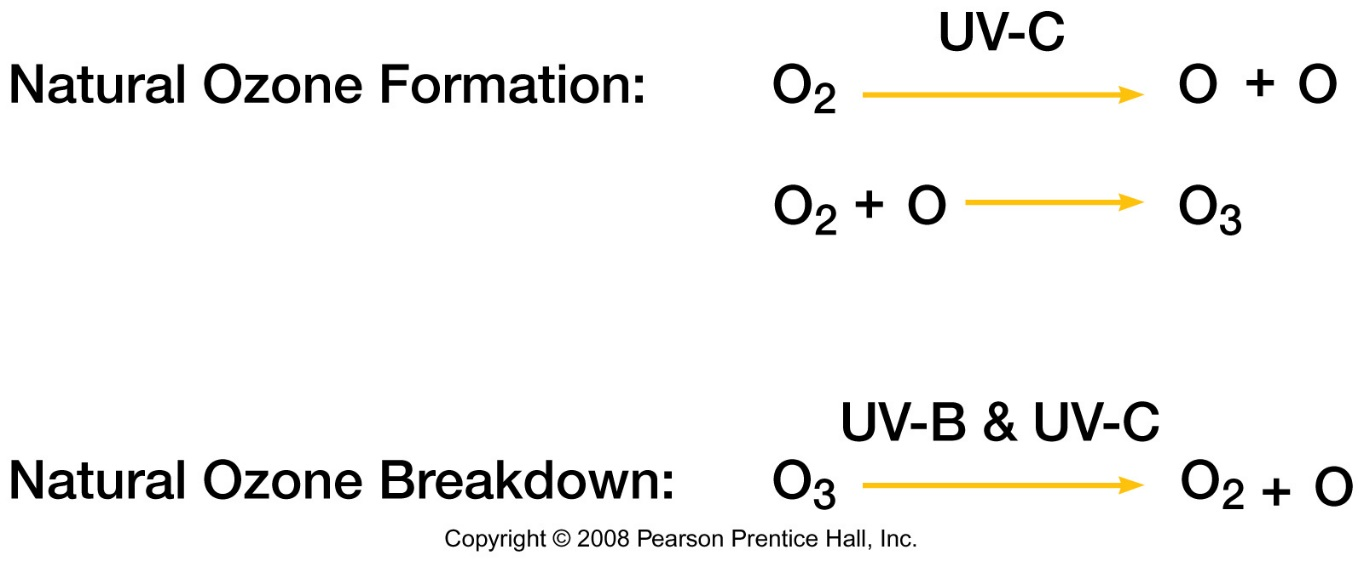 UV-C
Natural Ozone Formation: O₂ → O + O
O₂ + O → O₃
UV-B & UV-C
Natural Ozone Breakdown: O₃ → O₂ + O
Copyright © 2008 Pearson Prentice Hall, Inc.